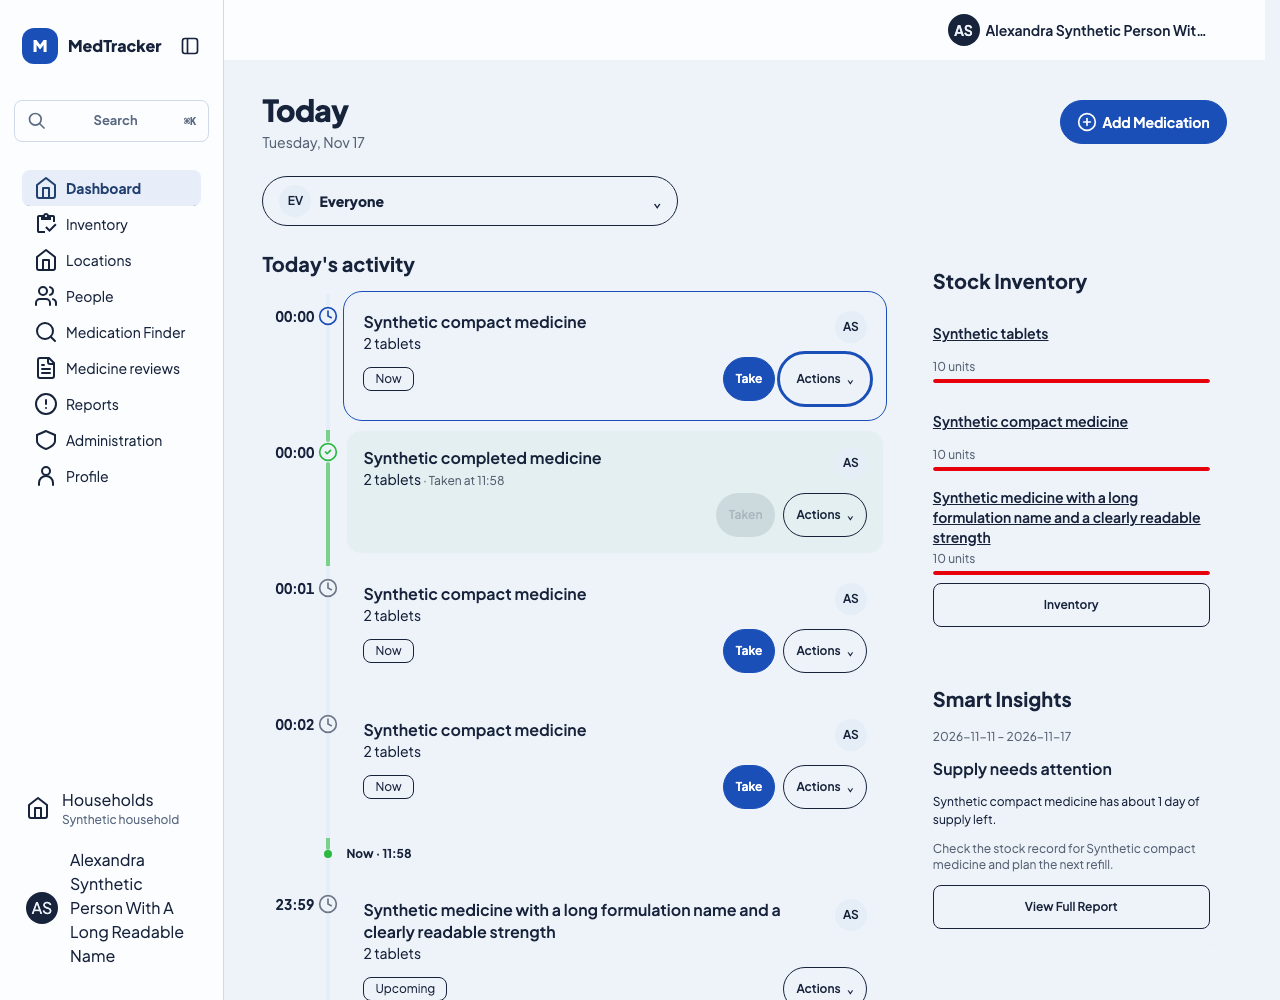 M MedTracker
Search ⌘K
Dashboard
Inventory
Locations
People
Medication Finder
Medicine reviews
Reports
Administration
Profile
Households
Synthetic household
AS
Alexandra
Synthetic
Person With A
Long Readable
Name
AS Alexandra Synthetic Person Wit...
Today
Tuesday, Nov 17
Add Medication
EV Everyone
Today's activity
00:00
Synthetic compact medicine
AS
2 tablets
Now
Take
Actions
00:00
Synthetic completed medicine
AS
2 tablets · Taken at 11:58
Taken
Actions
00:01
Synthetic compact medicine
AS
2 tablets
Now
Take
Actions
00:02
Synthetic compact medicine
AS
2 tablets
Now
Take
Actions
Now · 11:58
23:59
Synthetic medicine with a long formulation name and a
clearly readable strength
AS
2 tablets
Upcoming
Actions
Stock Inventory
Synthetic tablets
10 units
Synthetic compact medicine
10 units
Synthetic medicine with a long
formulation name and a clearly readable
strength
10 units
Inventory
Smart Insights
2026-11-11 – 2026-11-17
Supply needs attention
Synthetic compact medicine has about 1 day of
supply left.
Check the stock record for Synthetic compact
medicine and plan the next refill.
View Full Report